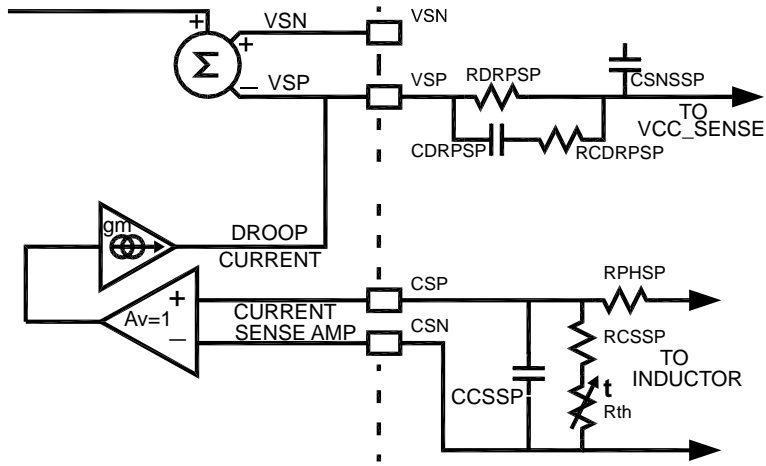 +
VSN
VSN
+
Σ
−
VSP
VSP
RDRPSP
CSNSSP
TO
VCC_SENSE
CDRPSP
RCDRPSP
gm
DROOP
CURRENT
CSP
RPHSP
+
Av=1
CURRENT
SENSE AMP
−
CSN
RCSSP
TO
INDUCTOR
CCSSP
t
Rth